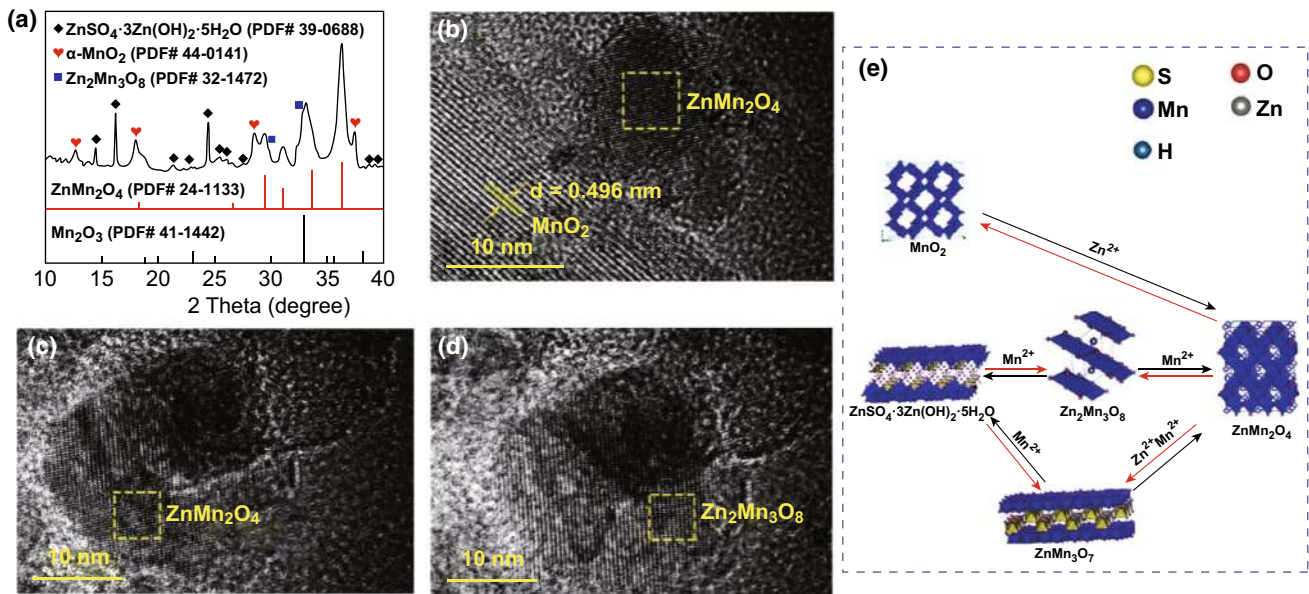 (a)
ZnSO₄·3Zn(OH)₂·5H₂O (PDF# 39-0688)
α-MnO₂ (PDF# 44-0141)
Zn₂Mn₃O₈ (PDF# 32-1472)
ZnMn₂O₄ (PDF# 24-1133)
Mn₂O₃ (PDF# 41-1442)
10 15 20 25 30 35 40
2 Theta (degree)
(b)
ZnMn₂O₄
d = 0.496 nm
MnO₂
10 nm
(c)
ZnMn₂O₄
10 nm
(d)
Zn₂Mn₃O₈
10 nm
(e)
S
O
Mn
Zn
H
MnO₂
Zn²⁺
Mn²⁺
Mn²⁺
ZnSO₄·3Zn(OH)₂·5H₂O
Zn₂Mn₃O₈
ZnMn₂O₄
Mn²⁺
Zn²⁺Mn²⁺
ZnMn₃O₇